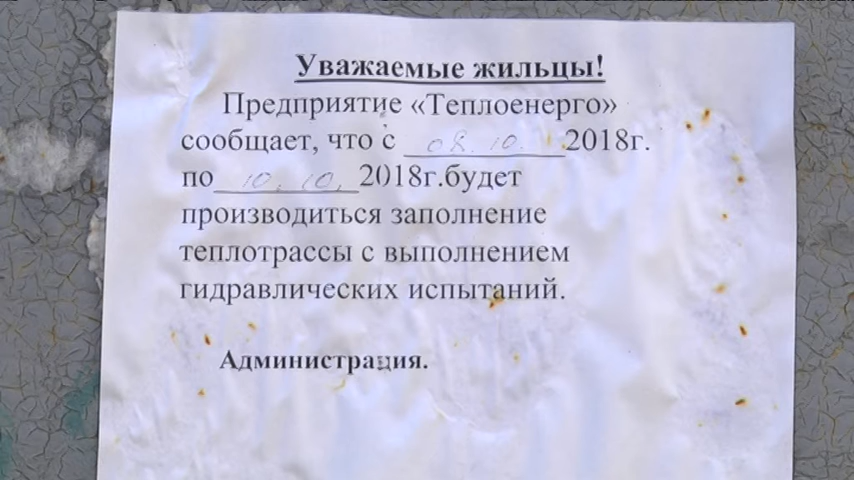 Уважаемые жильцы!
Предприятие «Теплоенерго»
сообщает, что с 08.10. 2018г.
по 10.10. 2018г.будет
производиться заполнение
теплотрассы с выполнением
гидравлических испытаний.
Администрация.